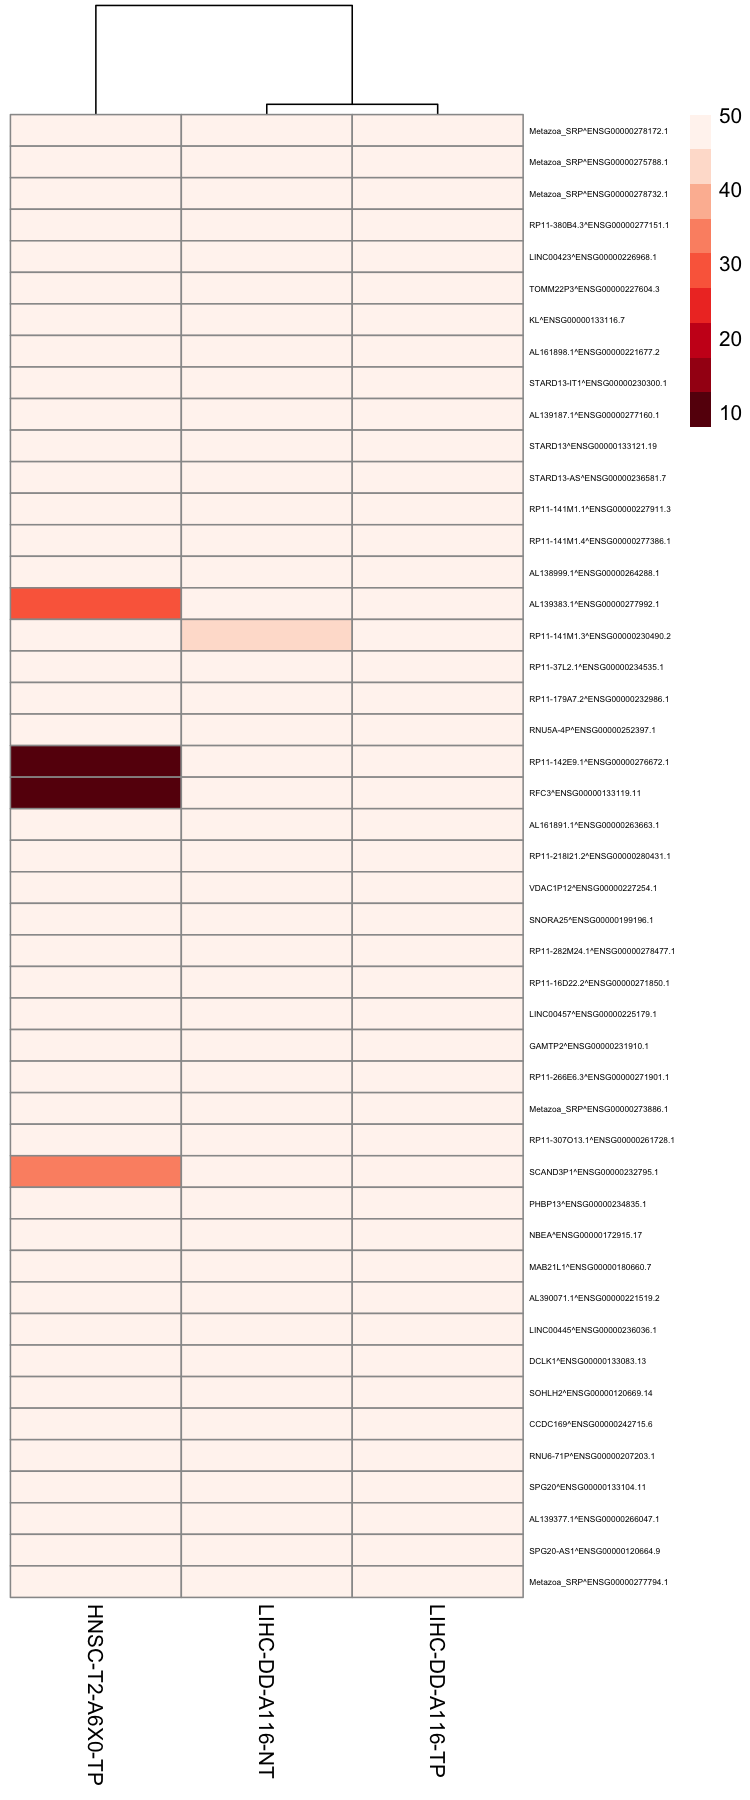 Metazoa_SRP^ENSG00000278172.1
Metazoa_SRP^ENSG00000275788.1
Metazoa_SRP^ENSG00000278732.1
RP11-380B4.3^ENSG00000277151.1
LINC00423^ENSG00000226968.1
TOMM22P3^ENSG00000227604.3
KL^ENSG00000133116.7
AL161898.1^ENSG00000221677.2
STARD13-IT1^ENSG00000230300.1
AL139187.1^ENSG00000277160.1
STARD13^ENSG00000133121.19
STARD13-AS^ENSG00000236581.7
RP11-141M1.1^ENSG00000227911.3
RP11-141M1.4^ENSG00000277386.1
AL138999.1^ENSG00000264288.1
AL139383.1^ENSG00000277992.1
RP11-141M1.3^ENSG00000230490.2
RP11-37L2.1^ENSG00000234535.1
RP11-179A7.2^ENSG00000232986.1
RNU5A-4P^ENSG00000252397.1
RP11-142E9.1^ENSG00000276672.1
RFC3^ENSG00000133119.11
AL161891.1^ENSG00000263663.1
RP11-218I21.2^ENSG00000280431.1
VDAC1P12^ENSG00000227254.1
SNORA25^ENSG00000199196.1
RP11-282M24.1^ENSG00000278477.1
RP11-16D22.2^ENSG00000271850.1
LINC00457^ENSG00000225179.1
GAMTP2^ENSG00000231910.1
RP11-266E6.3^ENSG00000271901.1
Metazoa_SRP^ENSG00000273886.1
RP11-307O13.1^ENSG00000261728.1
SCAND3P1^ENSG00000232795.1
PHBP13^ENSG00000234835.1
NBEA^ENSG00000172915.17
MAB21L1^ENSG00000180660.7
AL390071.1^ENSG00000221519.2
LINC00445^ENSG00000236036.1
DCLK1^ENSG00000133083.13
SOHLH2^ENSG00000120669.14
CCDC169^ENSG00000242715.6
RNU6-71P^ENSG00000207203.1
SPG20^ENSG00000133104.11
AL139377.1^ENSG00000266047.1
SPG20-AS1^ENSG00000120664.9
Metazoa_SRP^ENSG00000277794.1
50
40
30
20
10
HNSC-T2-A6X0-TP
LIHC-DD-A116-NT
LIHC-DD-A116-TP